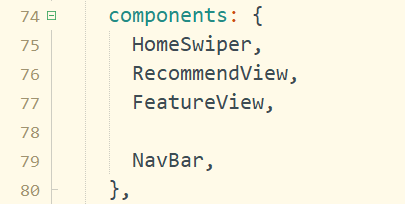 74 components: {
75 HomeSwiper,
76 RecommendView,
77 FeatureView,
78
79 NavBar,
80 },